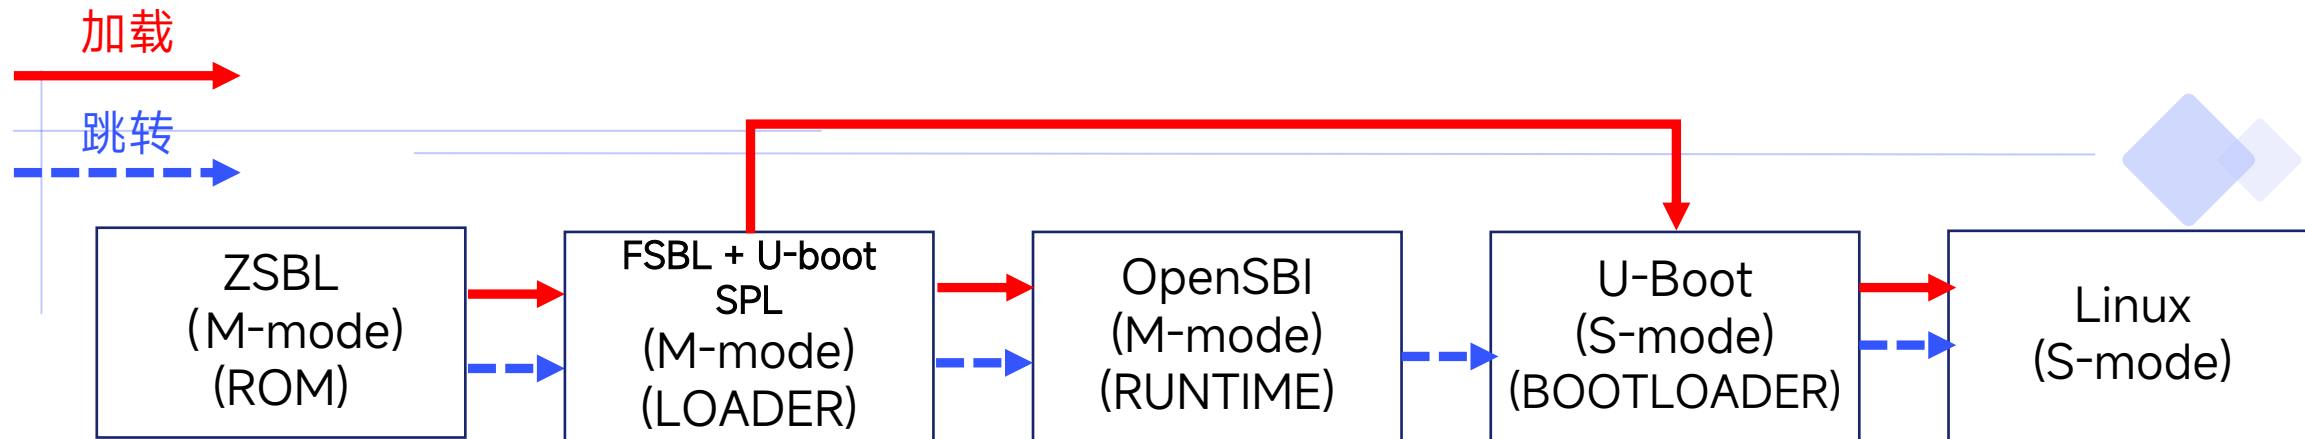 加载
跳转
ZSBL
(M-mode)
(ROM)
FSBL + U-boot
SPL
(M-mode)
(LOADER)
OpenSBI
(M-mode)
(RUNTIME)
U-Boot
(S-mode)
(BOOTLOADER)
Linux
(S-mode)